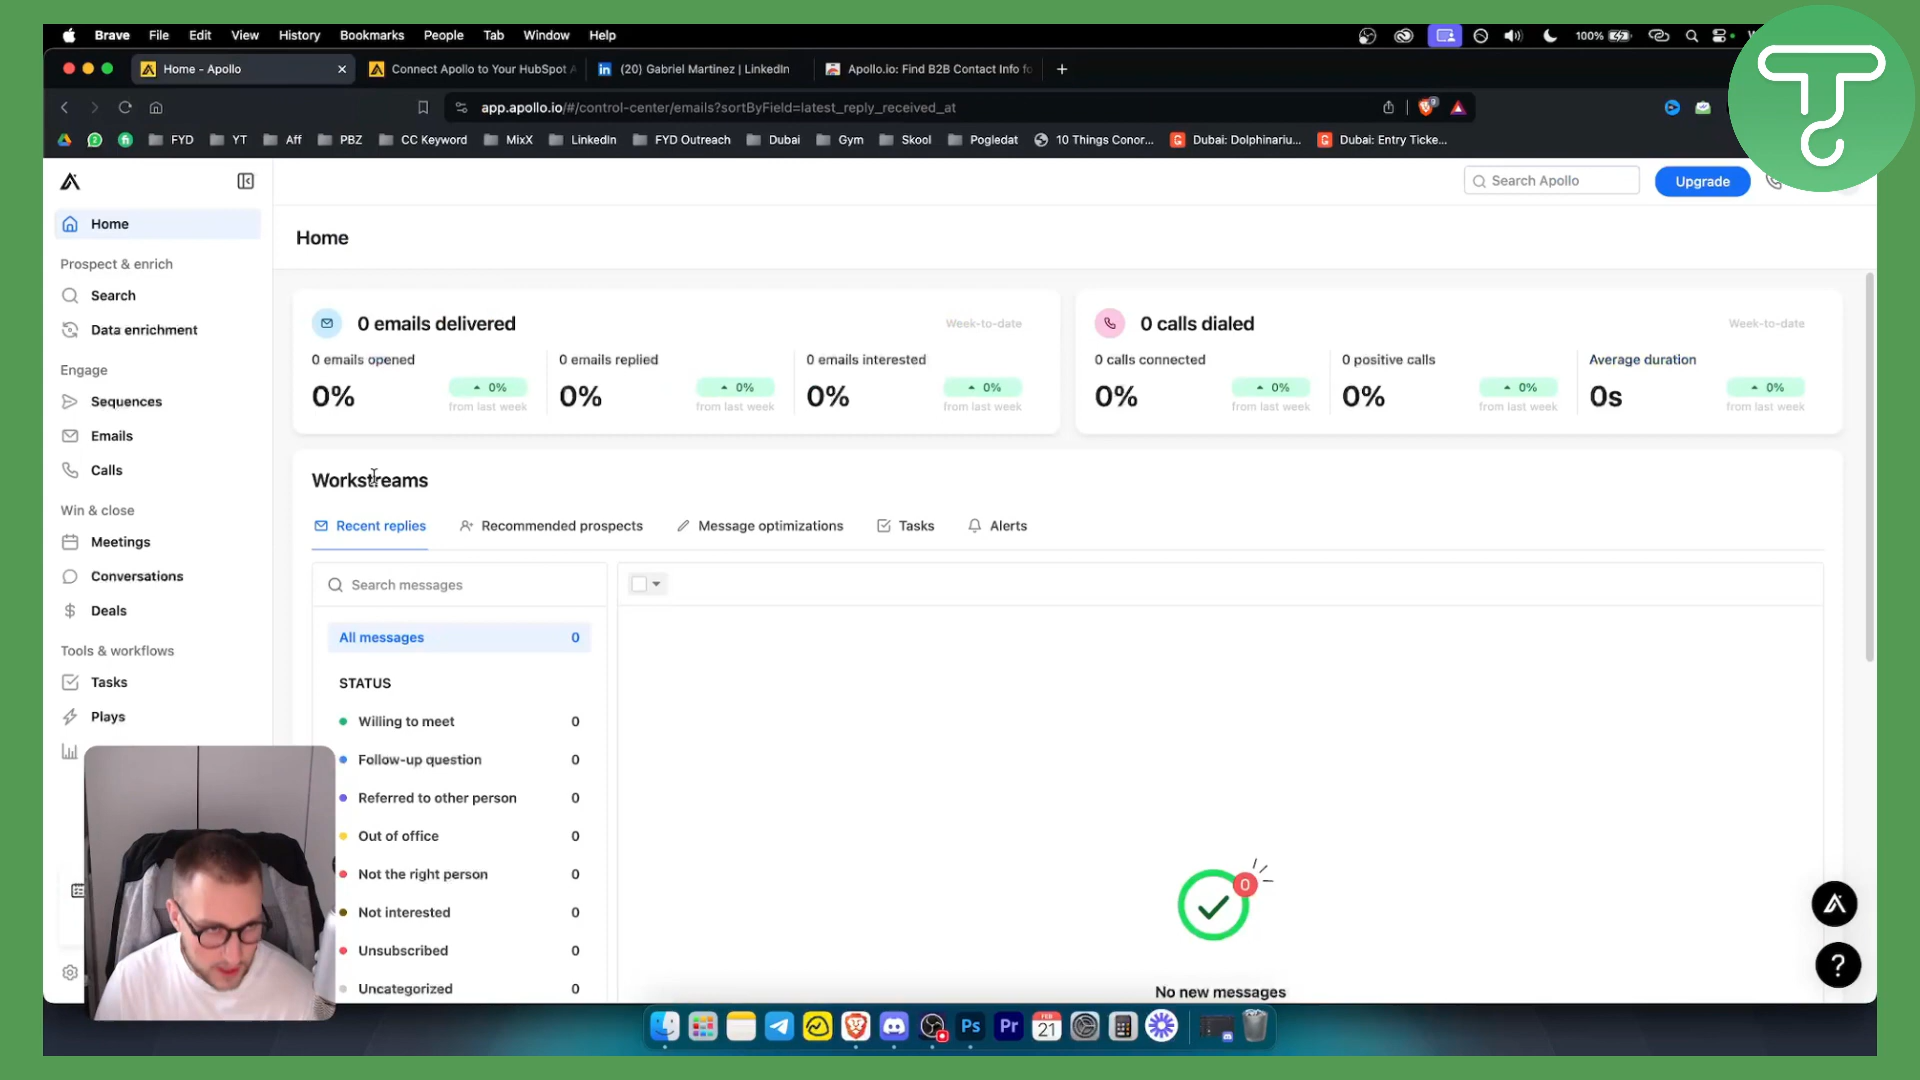 Brave File Edit View History Bookmarks People Tab Window Help 100%
Home - Apollo Connect Apollo to Your HubSpot A (20) Gabriel Martinez | LinkedIn Apollo.io: Find B2B Contact Info fo
app.apollo.io/#/control-center/emails?sortByField=latest_reply_received_at 9
FYD YT Aff PBZ CC Keyword MixX LinkedIn FYD Outreach Dubai Gym Skool Pogledat 10 Things Conor... Dubai: Dolphinariu... Dubai: Entry Ticke...
Search Apollo Upgrade
Home
Prospect & enrich
Search
Data enrichment
Engage
Sequences
Emails
Calls
Win & close
Meetings
Conversations
Deals
Tools & workflows
Tasks
Plays
Home
0 emails delivered Week-to-date
0 emails opened 0 emails replied 0 emails interested
0% 0% 0% 0% 0% 0%
from last week from last week from last week
0 calls dialed Week-to-date
0 calls connected 0 positive calls Average duration
0% 0% 0% 0% 0s 0%
from last week from last week from last week
Workstreams
Recent replies Recommended prospects Message optimizations Tasks Alerts
Search messages
All messages 0
STATUS
Willing to meet 0
Follow-up question 0
Referred to other person 0
Out of office 0
Not the right person 0
Not interested 0
Unsubscribed 0
Uncategorized 0
0
No new messages
?
Ps Pr FEB 21